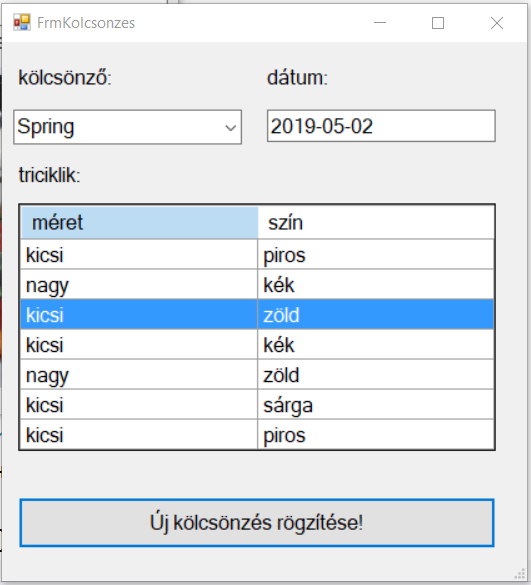 FrmKolcsonzes
kölcsönző: dátum:
Spring 2019-05-02
triciklik:
méret szín
kicsi piros
nagy kék
kicsi zöld
kicsi kék
nagy zöld
kicsi sárga
kicsi piros
Új kölcsönzés rögzítése!